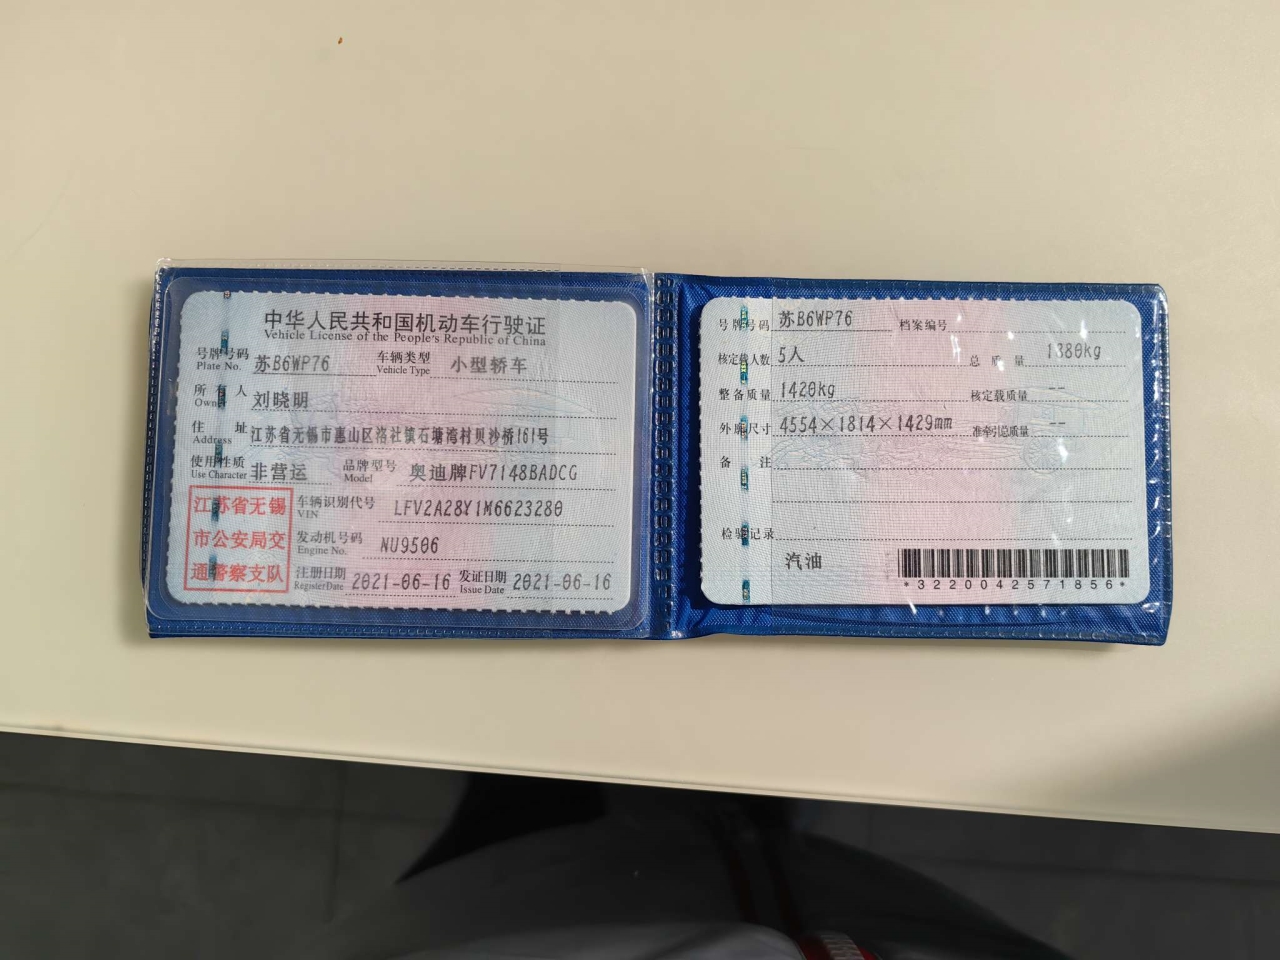 中华人民共和国机动车行驶证
Vehicle License of the People's Republic of China
号牌号码 苏B6WP76 车辆类型 小型轿车
Plate No. Vehicle Type
所有人 刘晓明
Owner
住址 江苏省无锡市惠山区洛社镇石塘湾村贝沙桥161号
Address
使用性质 非营运 品牌型号 奥迪牌FV7148BADCG
Use Character Model
江苏省无锡
市公安局交
通警察支队
车辆识别代号 LFV2A28Y1M6623280
VIN
发动机号码 NU9506
Engine No.
注册日期 2021-06-16 发证日期 2021-06-16
Register Date Issue Date
号牌号码 苏B6WP76 档案编号
核定载人数 5人 总质量 1880kg
整备质量 1420kg 核定载质量 --
外廓尺寸 4554×1814×1429mm 准牵引总质量 --
备注
检验记录
汽油
*3220042571856*